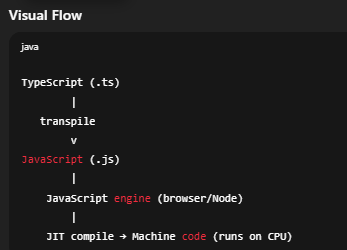 Visual Flow
java
TypeScript (.ts)
|
transpile
v
JavaScript (.js)
|
JavaScript engine (browser/Node)
|
JIT compile → Machine code (runs on CPU)